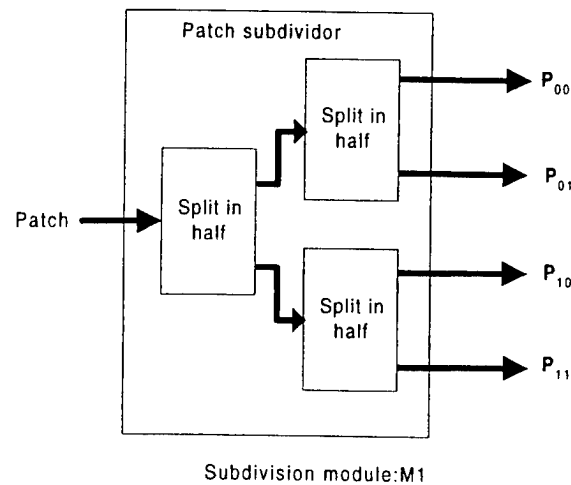 Patch subdividor
Split in
half
P00
P01
Patch
Split in
half
Split in
half
P10
P11
Subdivision module:M1